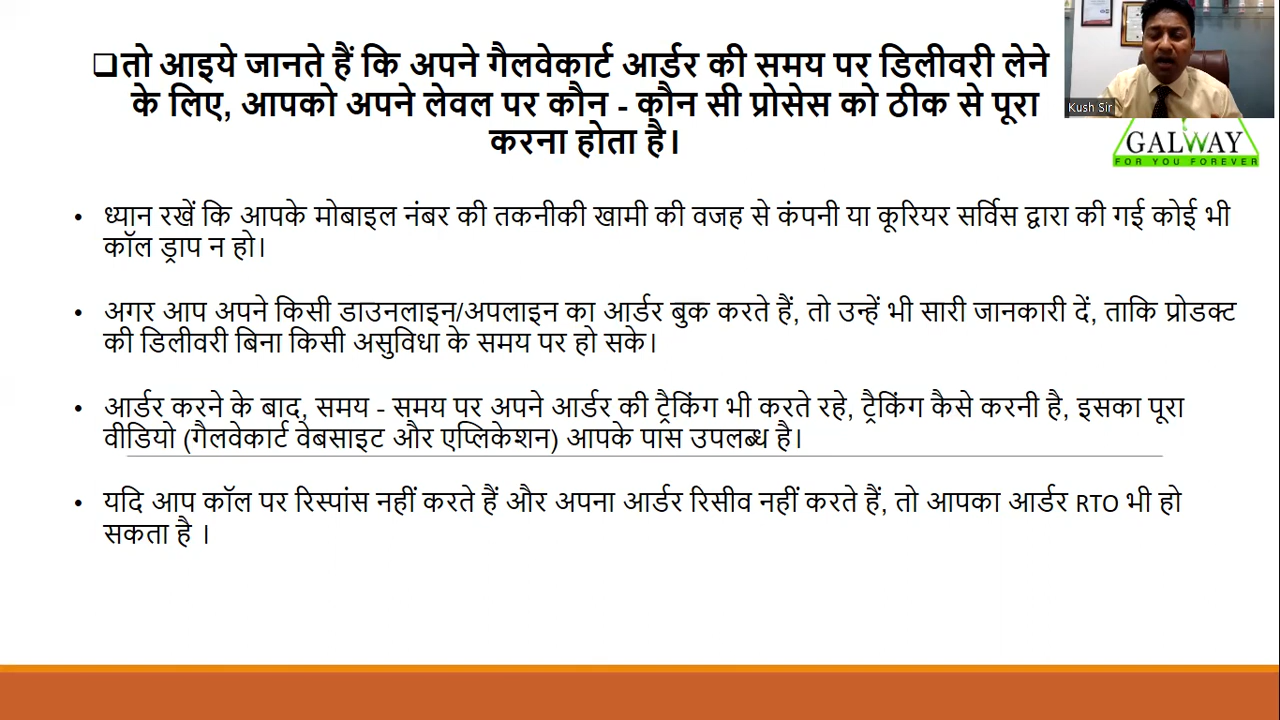 ❑तो आइये जानते हैं कि अपने गैलवेकार्ट आर्डर की समय पर डिलीवरी लेने
के लिए, आपको अपने लेवल पर कौन - कौन सी प्रोसेस को ठीक से पूरा
करना होता है।
Kush Sir
GALWAY
FOR YOU FOREVER
• ध्यान रखें कि आपके मोबाइल नंबर की तकनीकी खामी की वजह से कंपनी या कूरियर सर्विस द्वारा की गई कोई भी
कॉल ड्राप न हो।
• अगर आप अपने किसी डाउनलाइन/अपलाइन का आर्डर बुक करते हैं, तो उन्हें भी सारी जानकारी दें, ताकि प्रोडक्ट
की डिलीवरी बिना किसी असुविधा के समय पर हो सके।
• आर्डर करने के बाद, समय - समय पर अपने आर्डर की ट्रैकिंग भी करते रहे, ट्रैकिंग कैसे करनी है, इसका पूरा
वीडियो (गैलवेकार्ट वेबसाइट और एप्लिकेशन) आपके पास उपलब्ध है।
• यदि आप कॉल पर रिस्पांस नहीं करते हैं और अपना आर्डर रिसीव नहीं करते हैं, तो आपका आर्डर RTO भी हो
सकता है ।